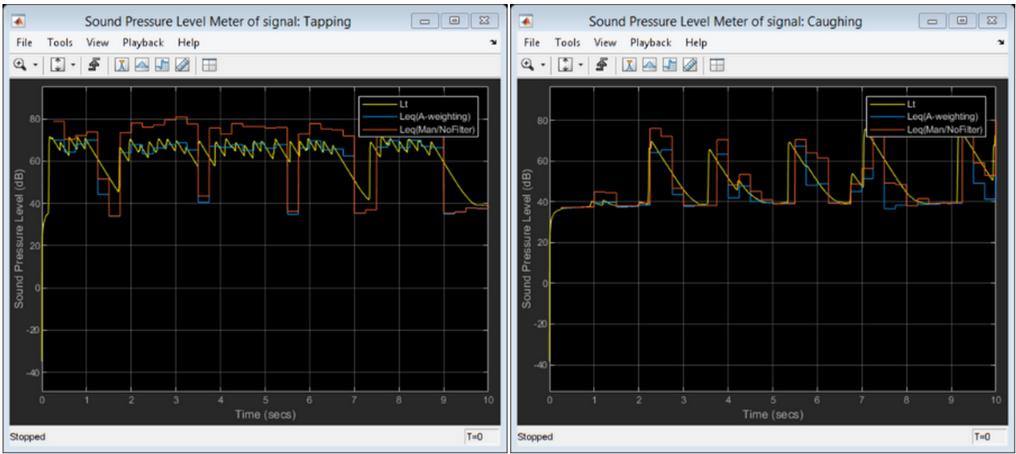 Sound Pressure Level Meter of signal: Tapping
File Tools View Playback Help
Lt
Leq(A-weighting)
Leq(Man/NoFilter)
Sound Pressure Level (dB)
80
60
40
20
0
-20
-40
0 1 2 3 4 5 6 7 8 9 10
Time (secs)
Stopped T=0
Sound Pressure Level Meter of signal: Caughing
File Tools View Playback Help
Lt
Leq(A-weighting)
Leq(Man/NoFilter)
Sound Pressure Level (dB)
80
60
40
20
0
-20
-40
0 1 2 3 4 5 6 7 8 9 10
Time (secs)
Stopped T=0